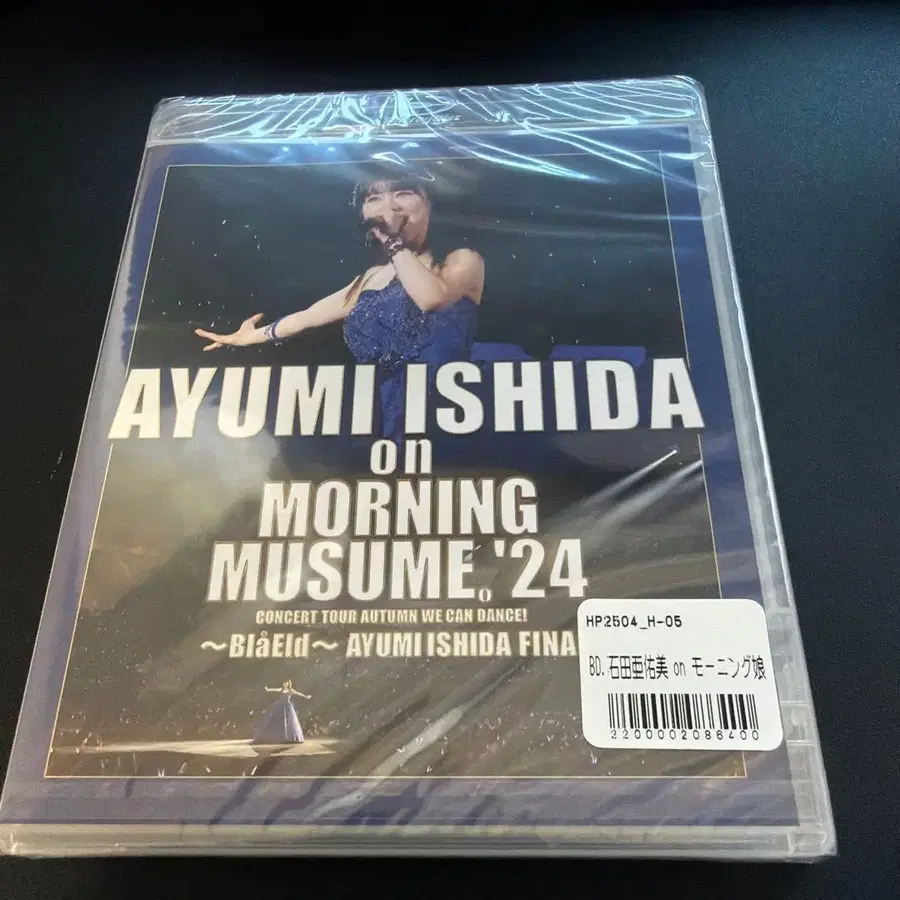 AYUMI ISHIDA
on
MORNING
MUSUME。'24
CONCERT TOUR AUTUMN WE CAN DANCE!
～BlåEld～ AYUMI ISHIDA FINA
HP2504_H-05
BD. 石田亜佑美 on モーニング娘
2200002086400